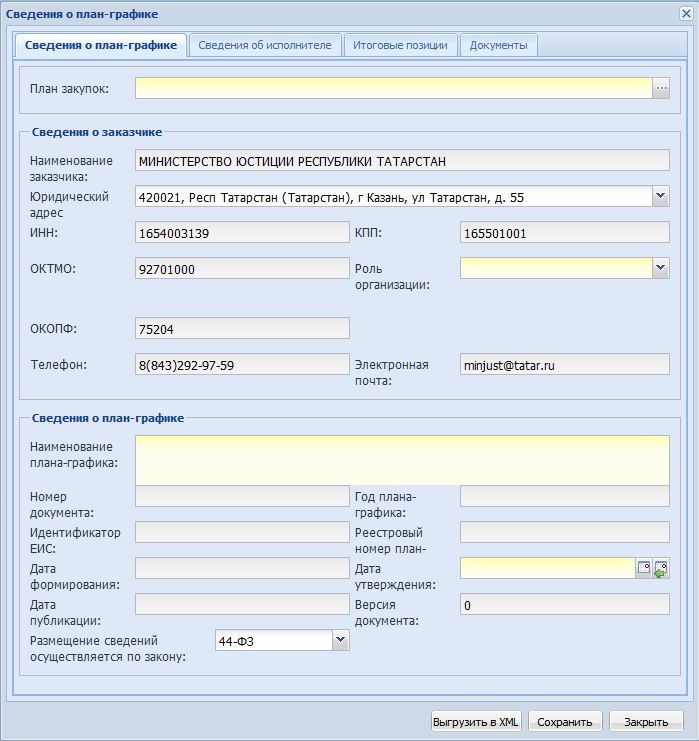 Сведения о план-графике
Сведения о план-графике Сведения об исполнителе Итоговые позиции Документы
План закупок: ...
Сведения о заказчике
Наименование
заказчика: МИНИСТЕРСТВО ЮСТИЦИИ РЕСПУБЛИКИ ТАТАРСТАН
Юридический
адрес 420021, Респ Татарстан (Татарстан), г Казань, ул Татарстан, д. 55
ИНН: 1654003139 КПП: 165501001
ОКТМО: 92701000 Роль
организации:
ОКОПФ: 75204
Телефон: 8(843)292-97-59 Электронная
почта: minjust@tatar.ru
Сведения о план-графике
Наименование
плана-графика:
Номер Год плана-
документа: графика:
Идентификатор Реестровый
ЕИС: номер план-
Дата Дата
формирования: утверждения:
Дата Версия
публикации: документа: 0
Размещение сведений
осуществляется по закону: 44-ФЗ
Выгрузить в XML Сохранить Закрыть